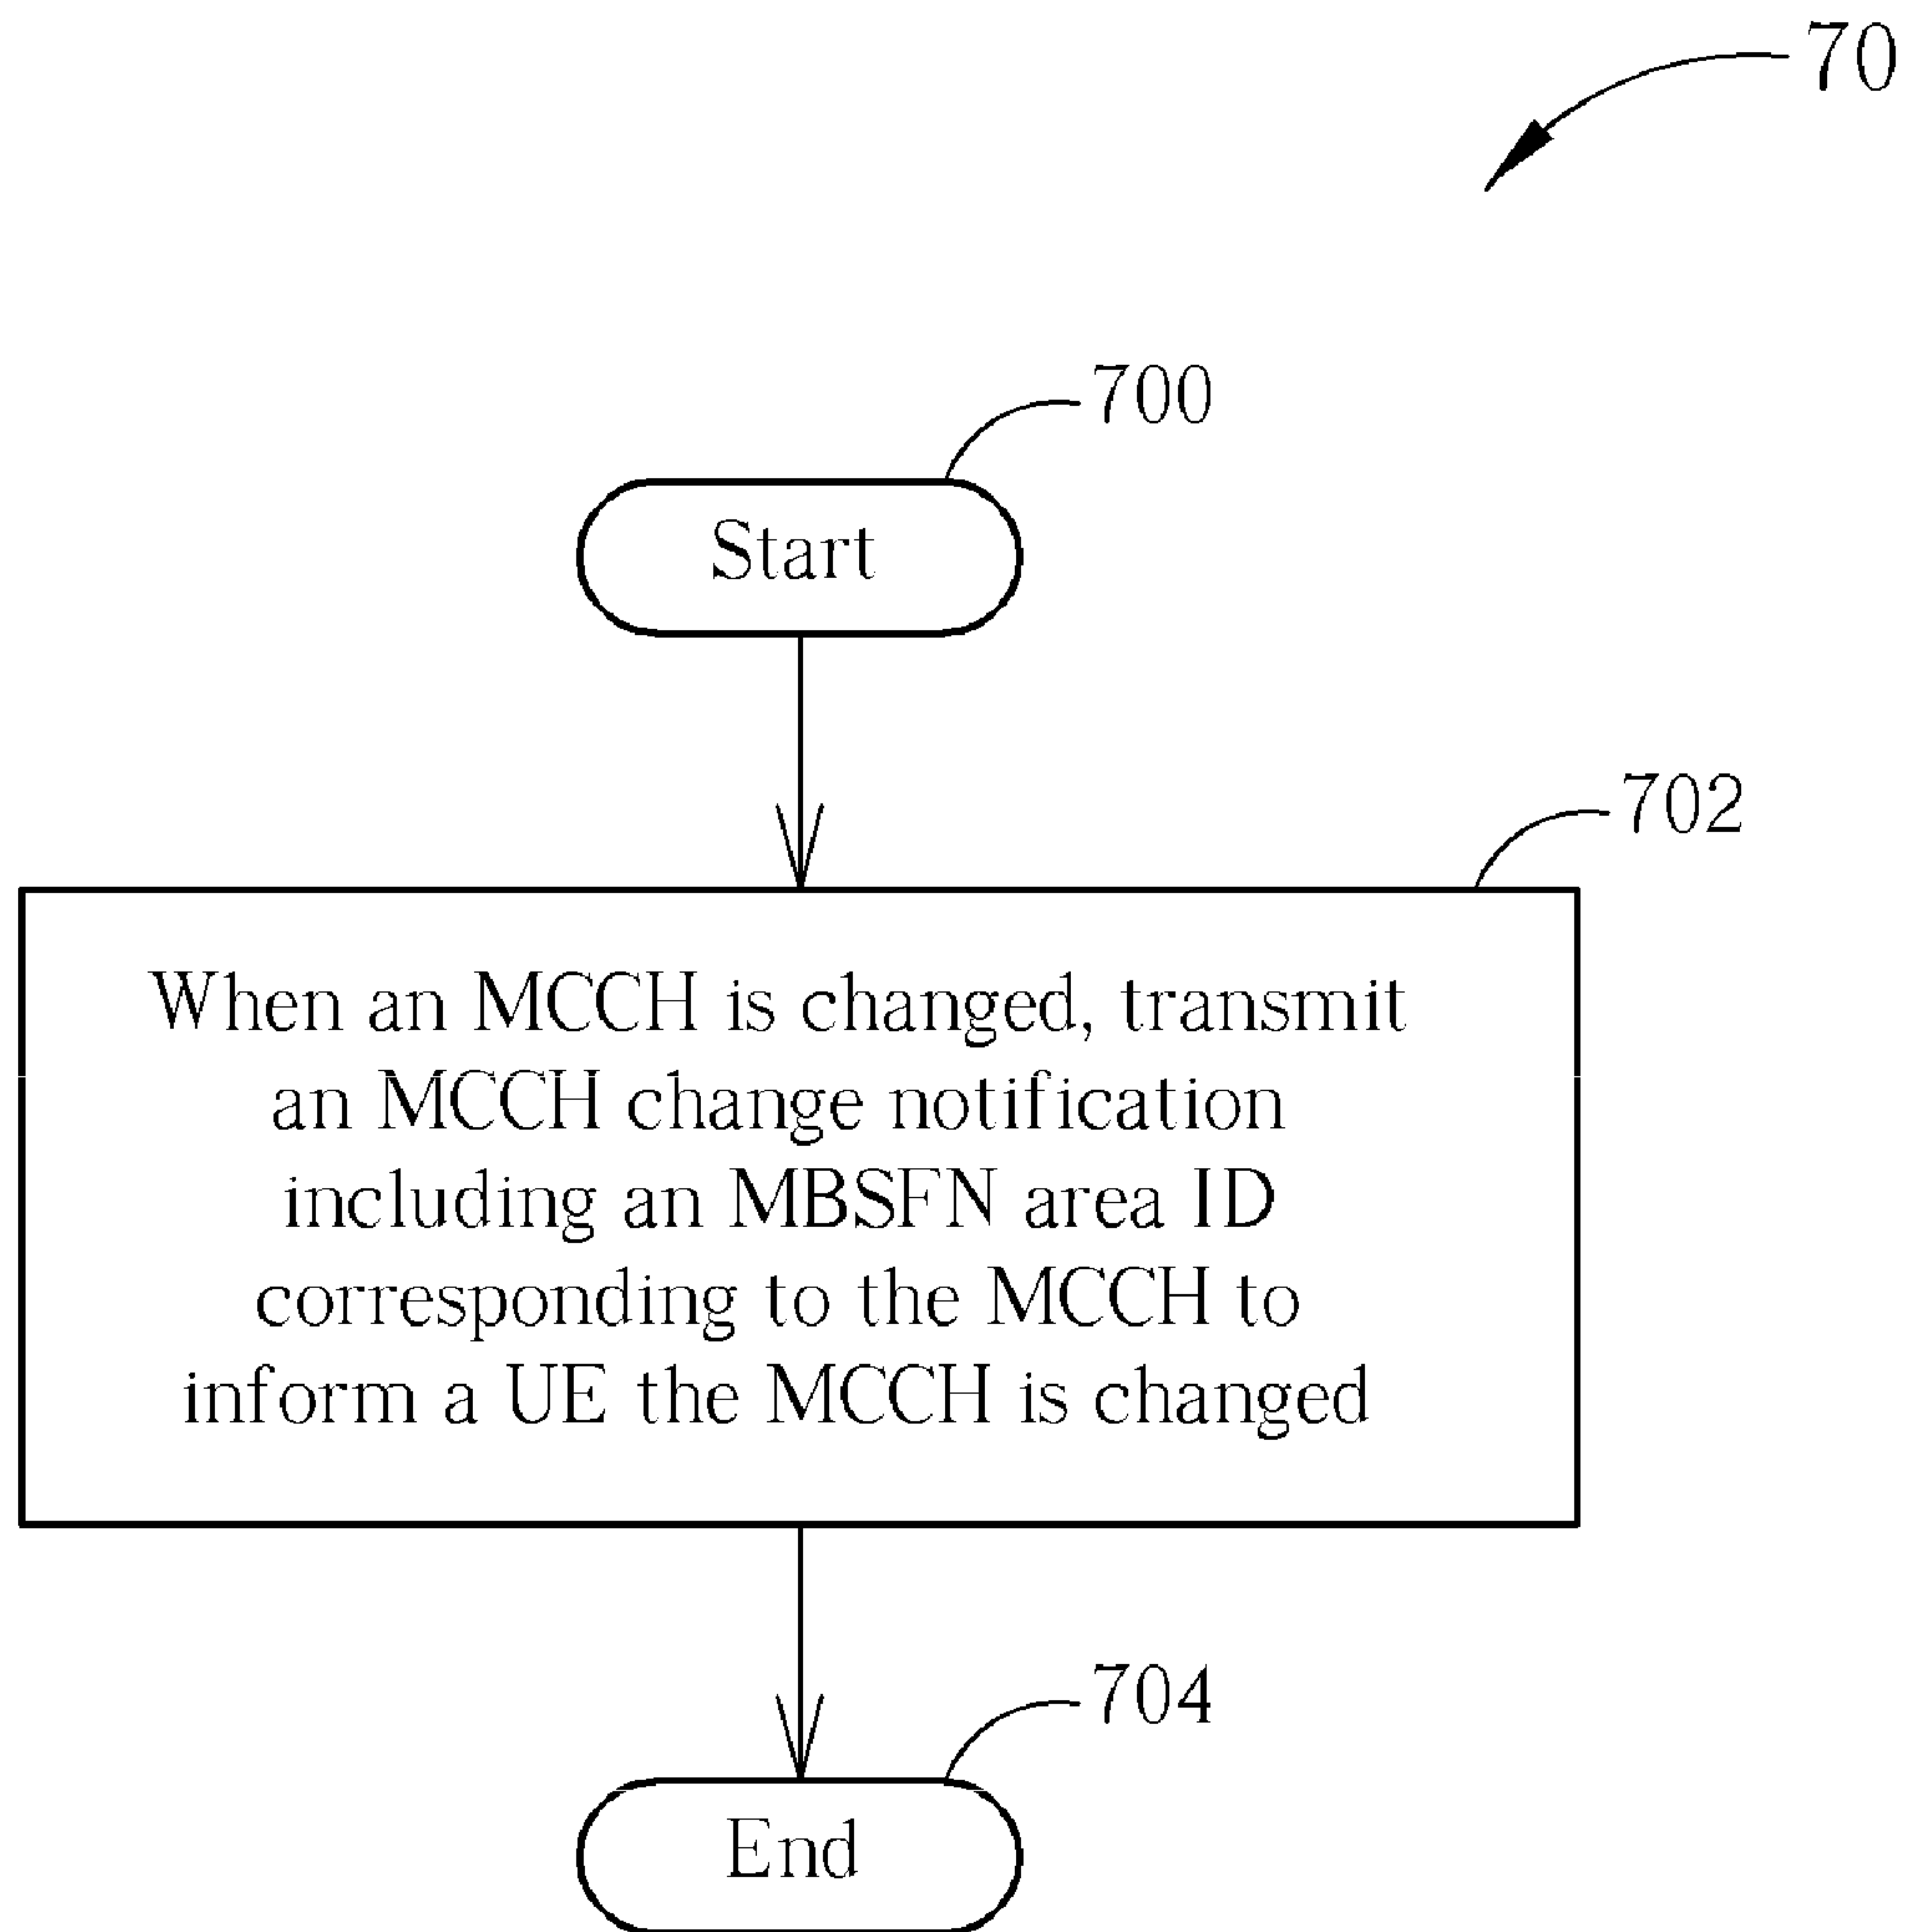 70
700
Start
702
When an MCCH is changed, transmit
an MCCH change notification
including an MBSFN area ID
corresponding to the MCCH to
inform a UE the MCCH is changed
704
End